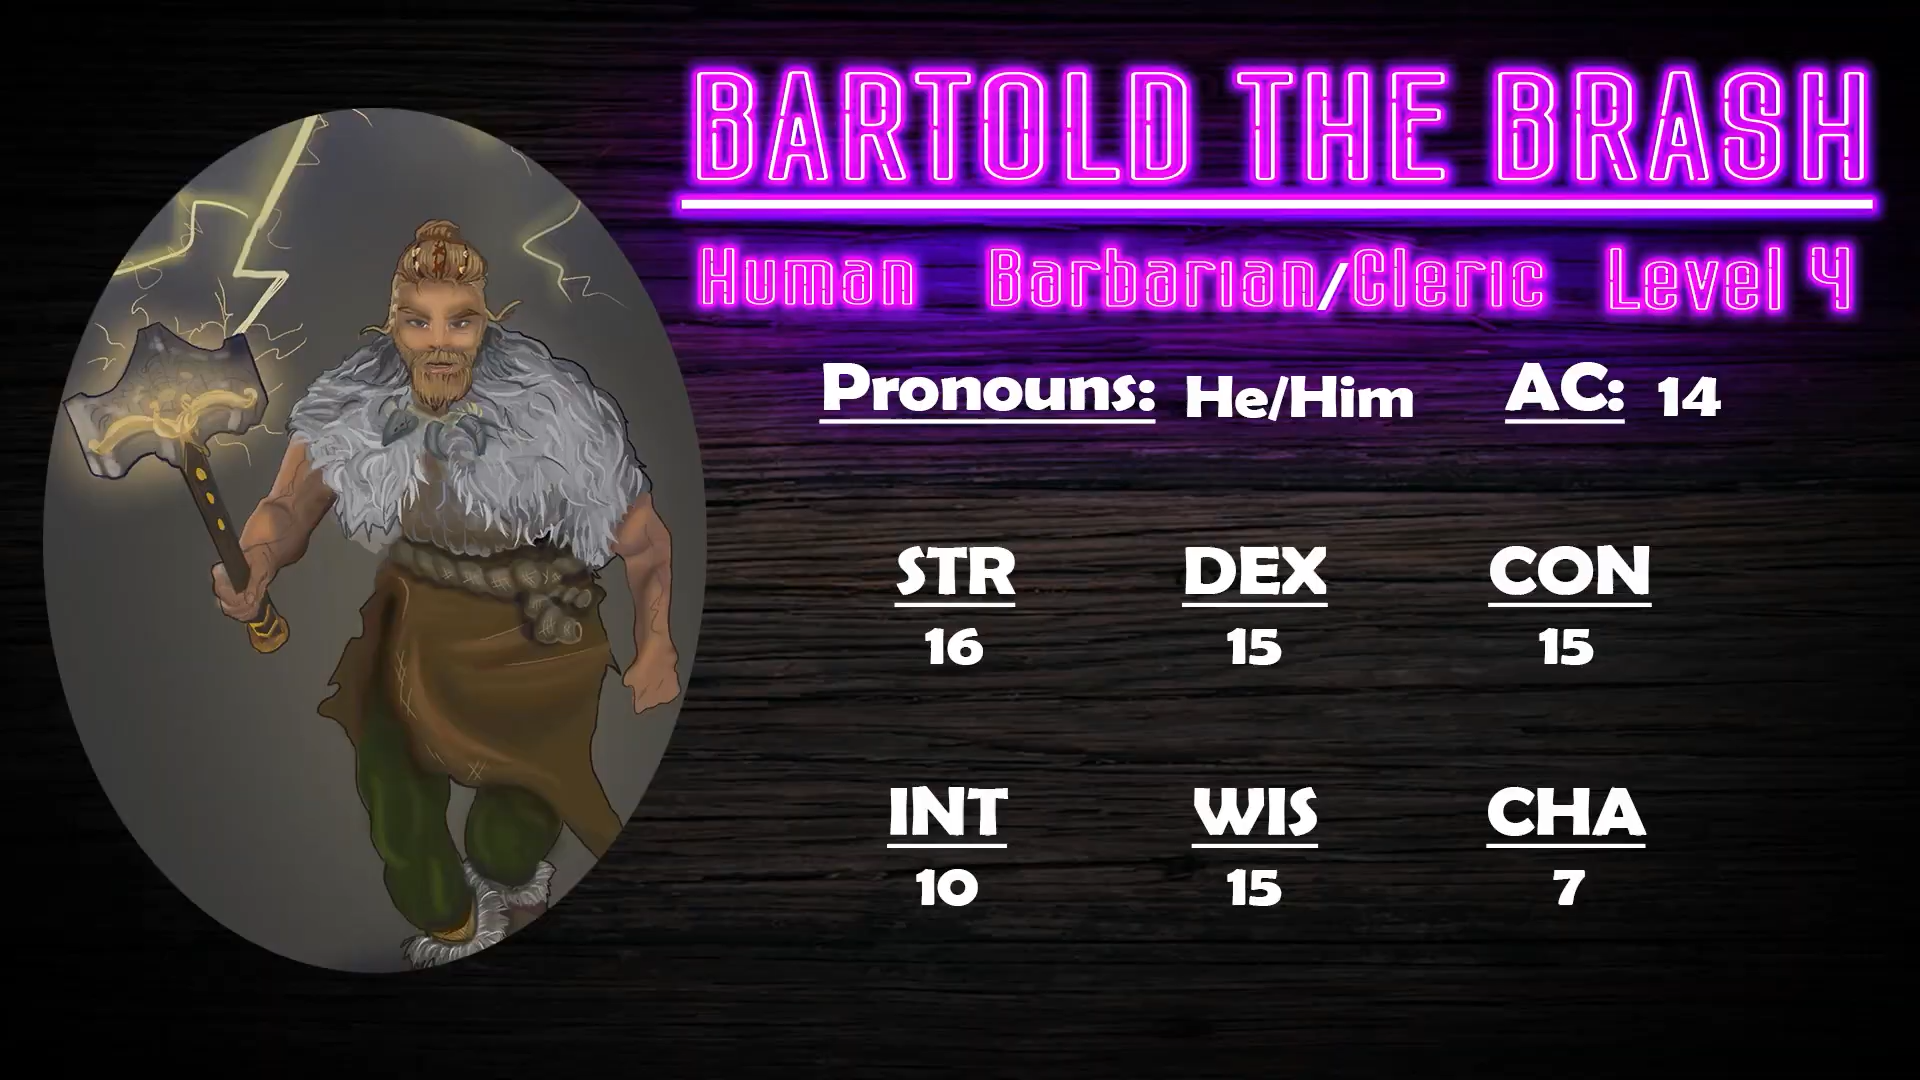 BARTOLD THE BRASH
Human Barbarian/Cleric Level 4
Pronouns: He/Him AC: 14
STR DEX CON
16 15 15
INT WIS CHA
10 15 7